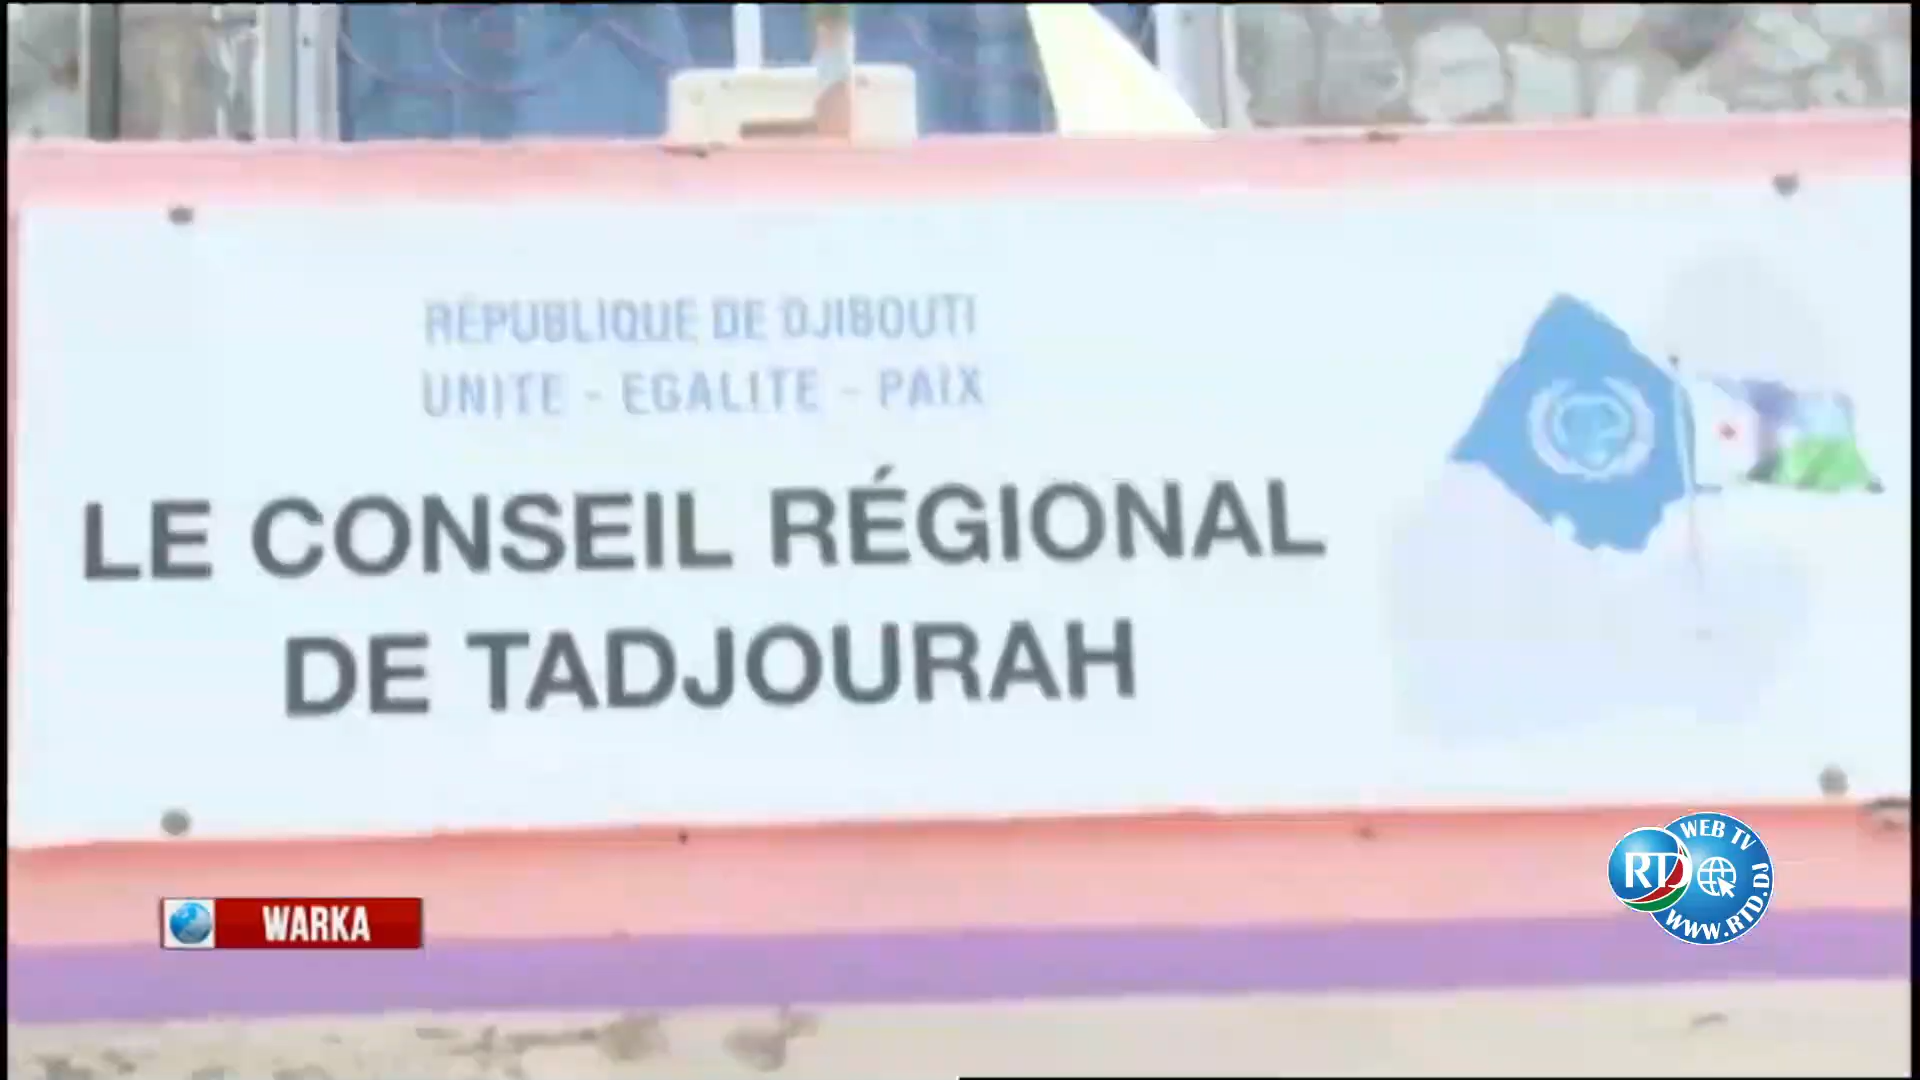 RÉPUBLIQUE DE DJIBOUTI
UNITE - EGALITE - PAIX
LE CONSEIL RÉGIONAL
DE TADJOURAH
WARKA
RTD
WEB TV
WWW.RTD.DJ